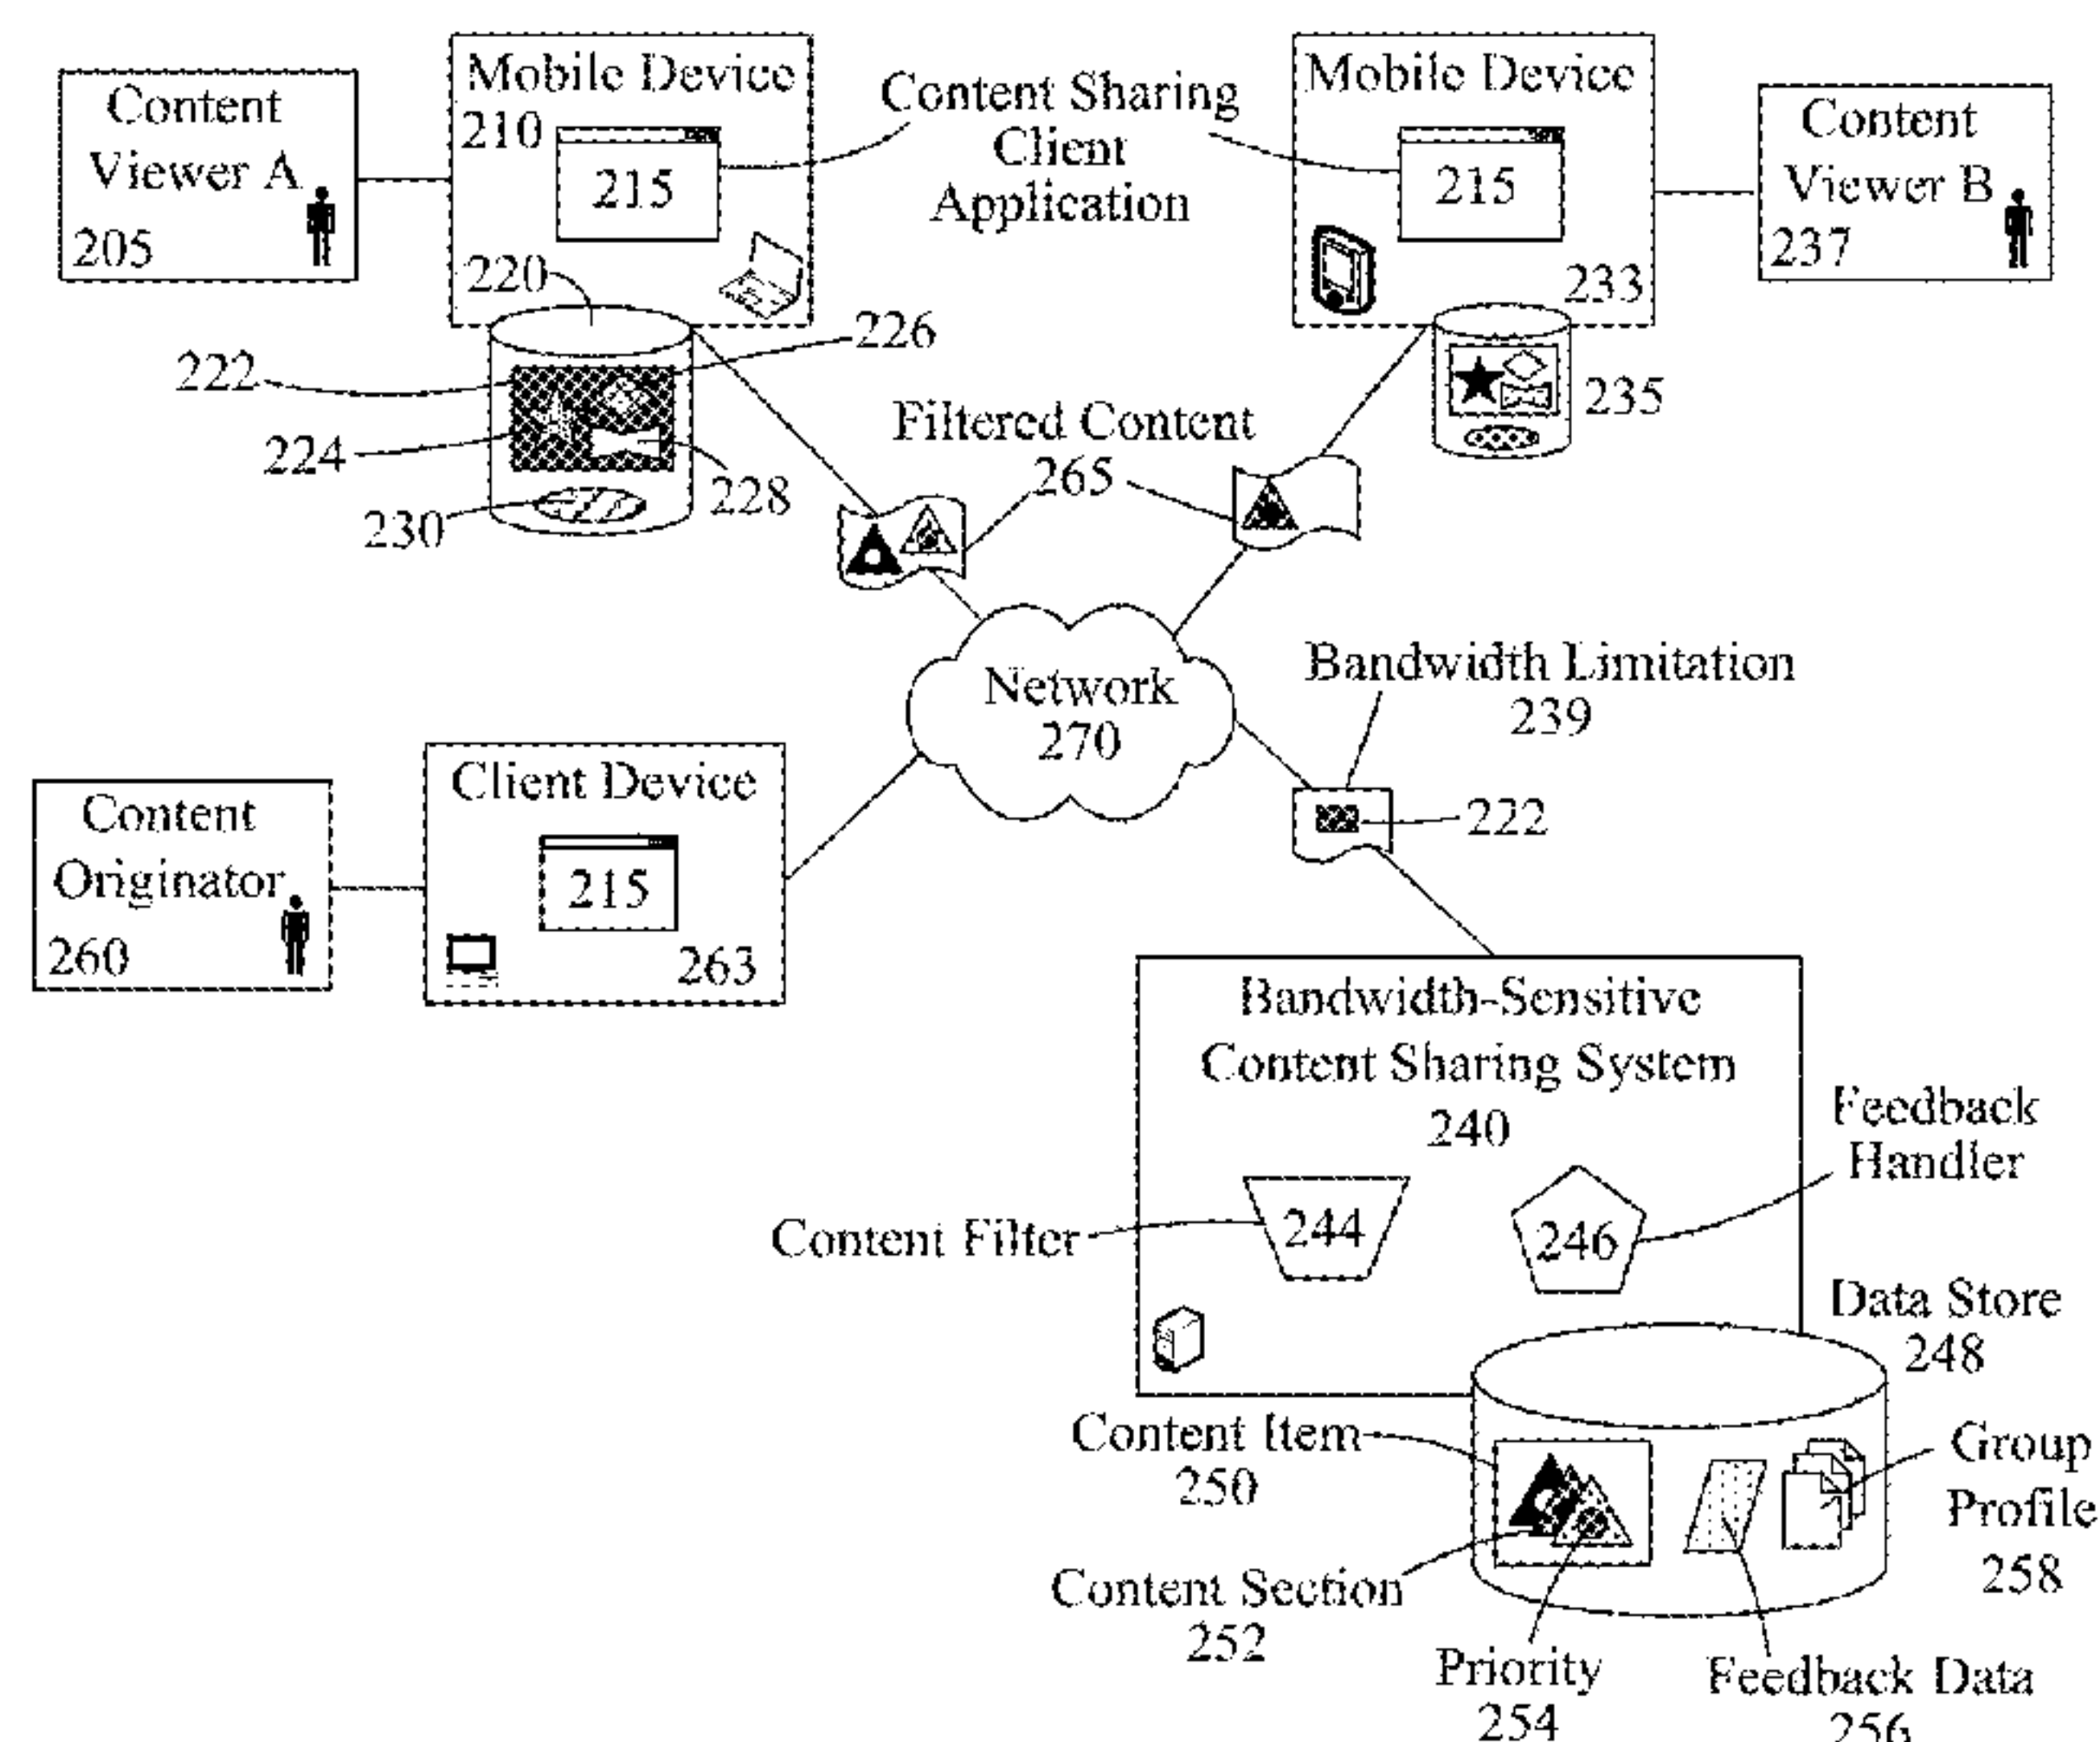 Content
Viewer A
205
Mobile Device
210
215
Content Sharing
Client
Application
Mobile Device
215
233
Content
Viewer B
237
220
222
224
226
228
230
235
Filtered Content
265
Network
270
Bandwidth Limitation
239
222
Content
Originator
260
Client Device
215
263
Bandwidth-Sensitive
Content Sharing System
240
Feedback
Handler
Content Filter
244
246
Data Store
248
Content Item
250
Group
Profile
258
Content Section
252
Priority
254
Feedback Data
256